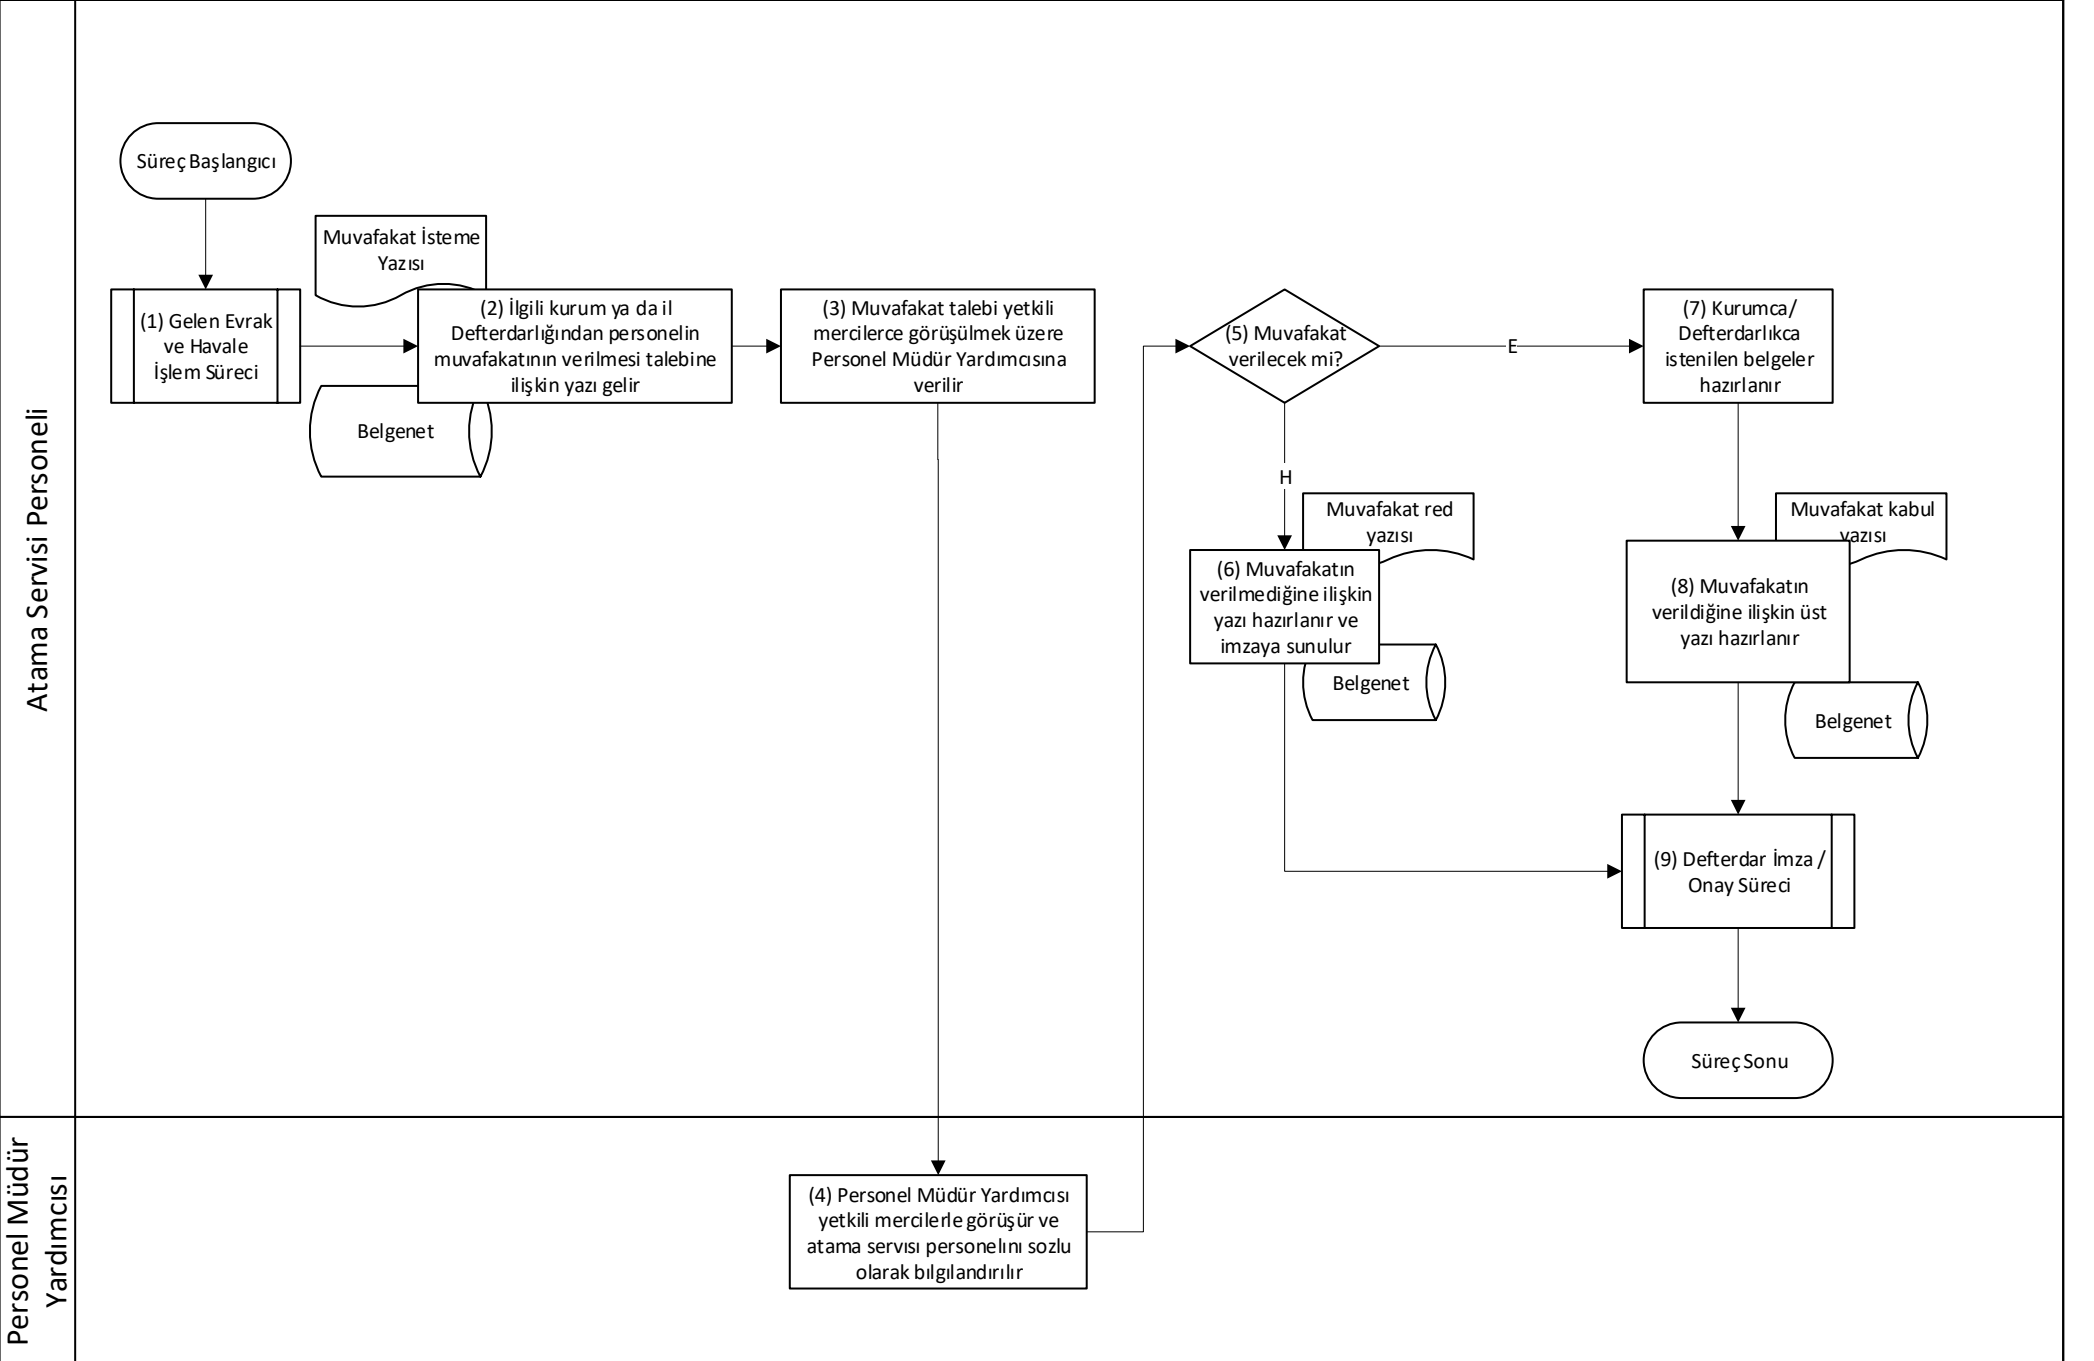 Atama Servisi Personeli
Süreç Başlangıcı
(1) Gelen Evrak
ve Havale
İşlem Süreci
Muvafakat İsteme
Yazısı
(2) İlgili kurum ya da il
Defterdarlığından personelin
muvafakatının verilmesi talebine
ilişkin yazı gelir
Belgenet
(3) Muvafakat talebi yetkili
mercilerce görüşülmek üzere
Personel Müdür Yardımcısına
verilir
(5) Muvafakat
verilecek mi?
E
H
Muvafakat red
yazısı
(6) Muvafakatın
verilmediğine ilişkin
yazı hazırlanır ve
imzaya sunulur
Belgenet
(7) Kurumca/
Defterdarlıkca
istenilen belgeler
hazırlanır
Muvafakat kabul
yazısı
(8) Muvafakatın
verildiğine ilişkin üst
yazı hazırlanır
Belgenet
(9) Defterdar İmza /
Onay Süreci
Süreç Sonu
Personel Müdür
Yardımcısı
(4) Personel Müdür Yardımcısı
yetkili mercilerle görüşür ve
atama servısı personelını sozlu
olarak bılgılandırılır